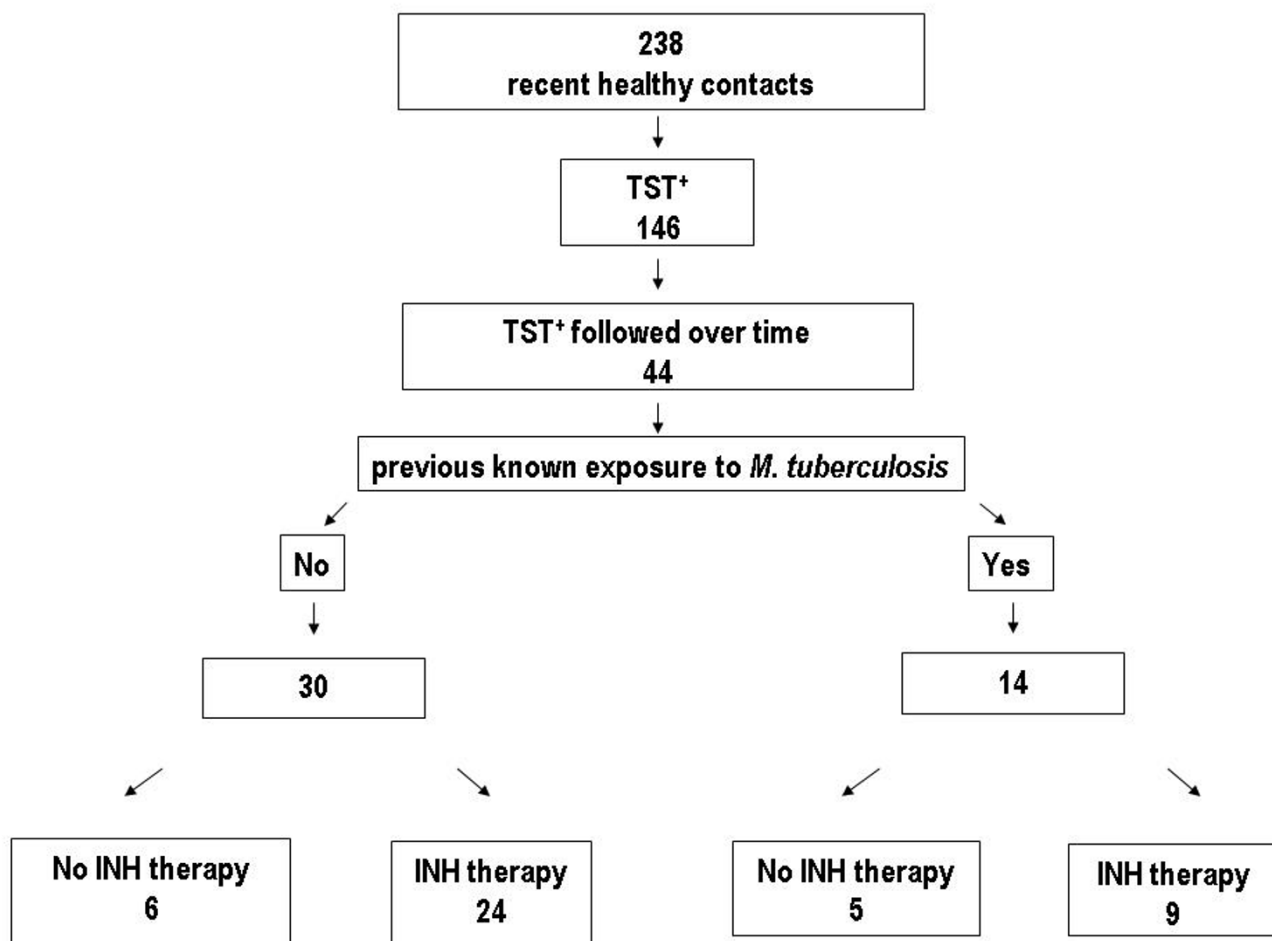 238
recent healthy contacts
TST⁺
146
TST⁺ followed over time
44
previous known exposure to M. tuberculosis
No
Yes
30
14
No INH therapy
6
INH therapy
24
No INH therapy
5
INH therapy
9